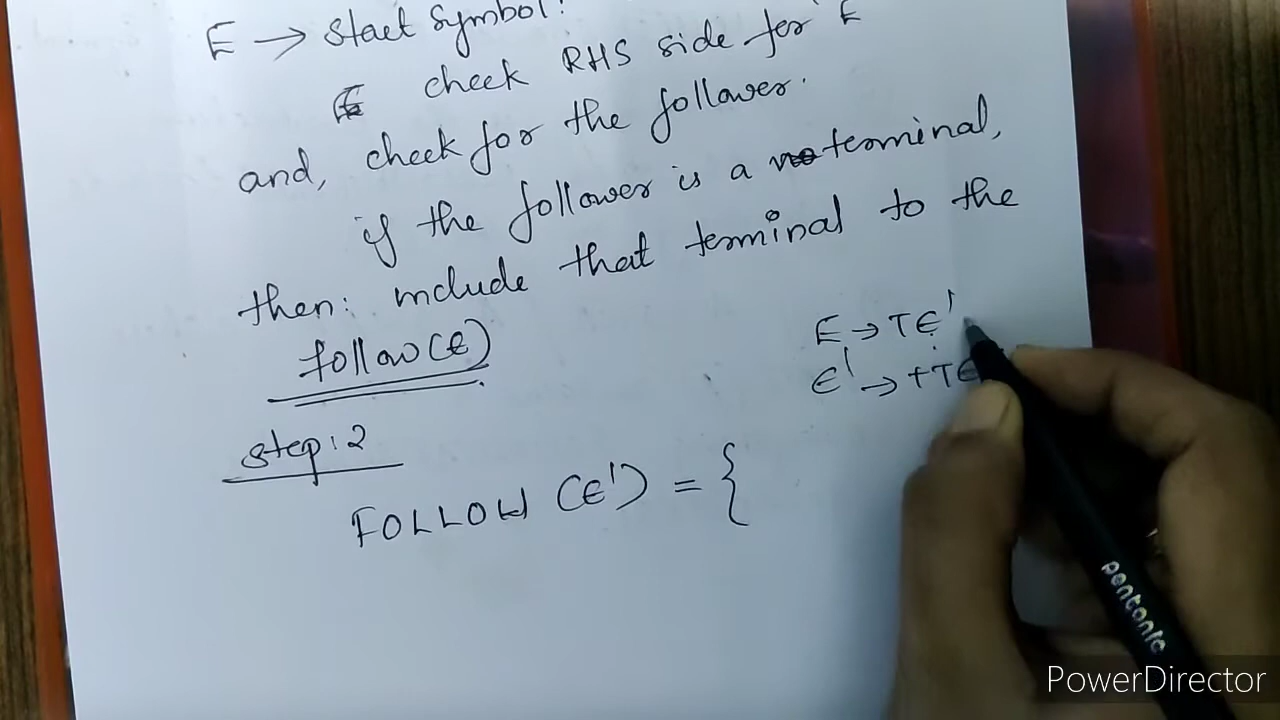 E → Start Symbol!
E check RHS side for E
and, check for the follower.
if the follower is a terminal,
then: include that terminal to the
follow(E)
E → TE'
E' → +TE
step: 2
FOLLOW (E') = {
pentonic
PowerDirector